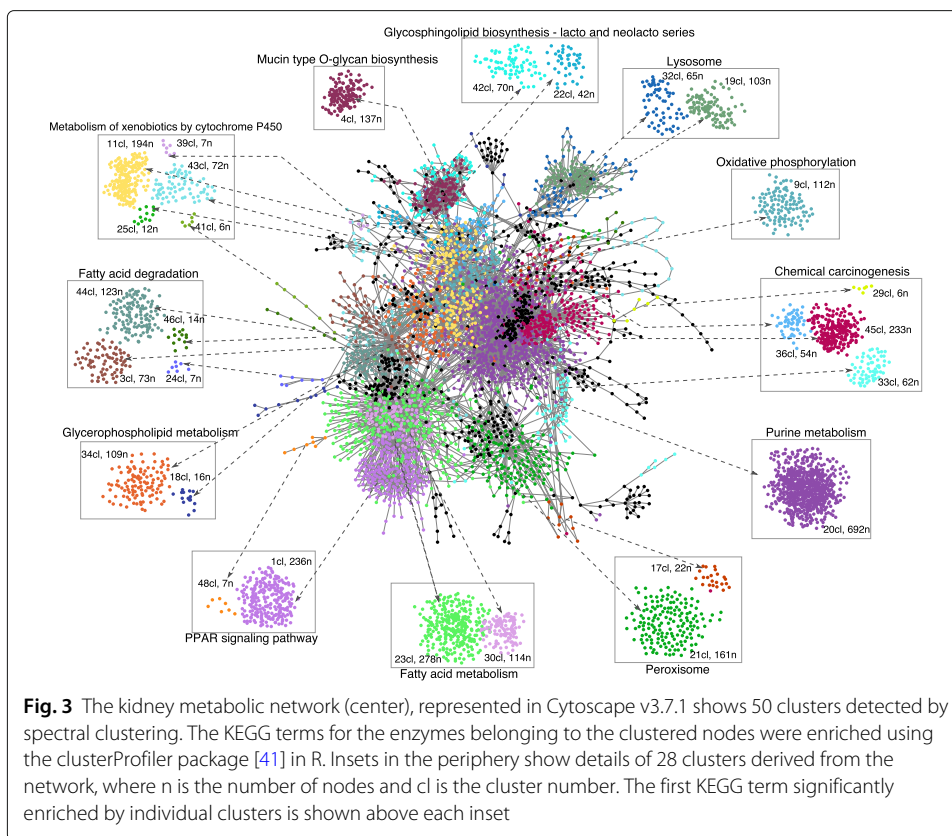 Glycosphingolipid biosynthesis - lacto and neolacto series
42cl, 70n
22cl, 42n
Mucin type O-glycan biosynthesis
4cl, 137n
Lysosome
32cl, 65n
19cl, 103n
Metabolism of xenobiotics by cytochrome P450
11cl, 194n
39cl, 7n
43cl, 72n
25cl, 12n
41cl, 6n
Oxidative phosphorylation
9cl, 112n
Fatty acid degradation
44cl, 123n
46cl, 14n
3cl, 73n
24cl, 7n
Chemical carcinogenesis
29cl, 6n
45cl, 233n
36cl, 54n
33cl, 62n
Glycerophospholipid metabolism
34cl, 109n
18cl, 16n
Purine metabolism
20cl, 692n
1cl, 236n
48cl, 7n
PPAR signaling pathway
23cl, 278n
30cl, 114n
Fatty acid metabolism
17cl, 22n
21cl, 161n
Peroxisome
Fig. 3 The kidney metabolic network (center), represented in Cytoscape v3.7.1 shows 50 clusters detected by
spectral clustering. The KEGG terms for the enzymes belonging to the clustered nodes were enriched using
the clusterProfiler package [41] in R. Insets in the periphery show details of 28 clusters derived from the
network, where n is the number of nodes and cl is the cluster number. The first KEGG term significantly
enriched by individual clusters is shown above each inset